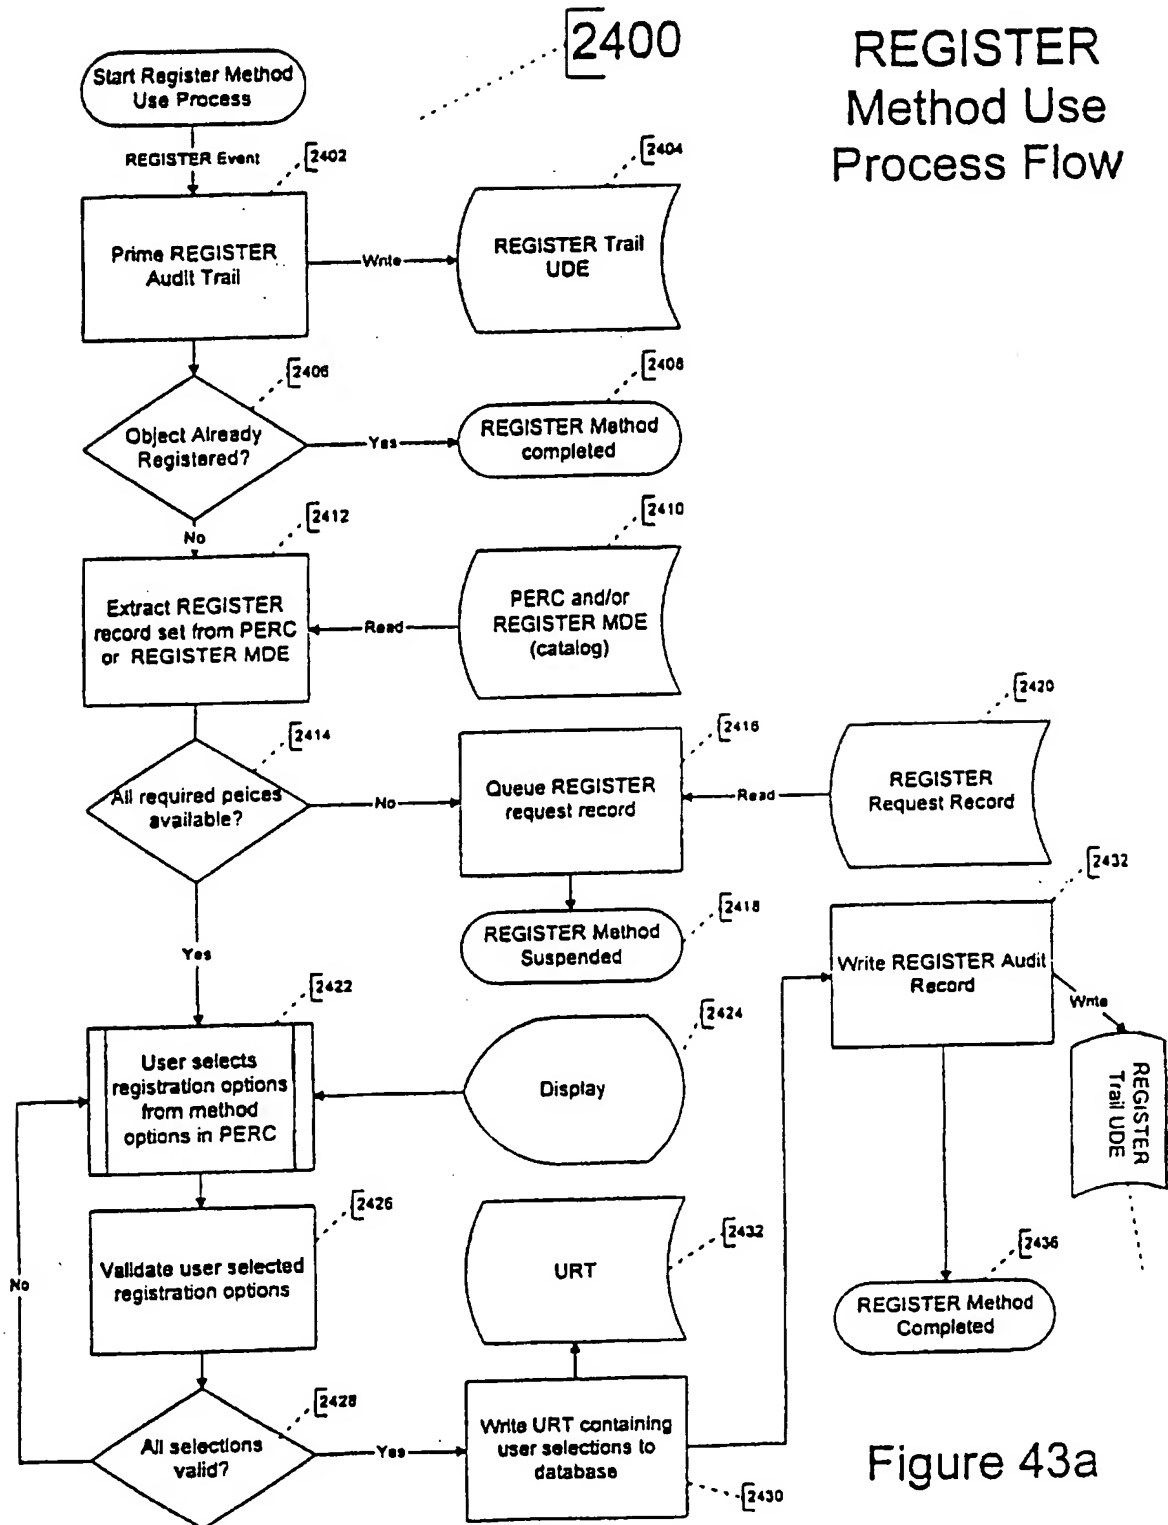 2400
REGISTER
Method Use
Process Flow
Start Register Method
Use Process
REGISTER Event
2402
2404
Prime REGISTER
Audit Trail
Write
REGISTER Trail
UDE
2406
2408
Object Already
Registered?
Yes
REGISTER Method
completed
No
2412
2410
Extract REGISTER
record set from PERC
or REGISTER MDE
Read
PERC and/or
REGISTER MDE
(catalog)
2414
2416
2420
All required peices
available?
No
Queue REGISTER
request record
Read
REGISTER
Request Record
2418
REGISTER Method
Suspended
2432
Write REGISTER Audit
Record
Write
REGISTER
Trail UDE
Yes
2422
2424
User selects
registration options
from method
options in PERC
Display
2426
2432
Validate user selected
registration options
URT
2436
REGISTER Method
Completed
No
2428
All selections
valid?
Yes
Write URT containing
user selections to
database
2430
Figure 43a